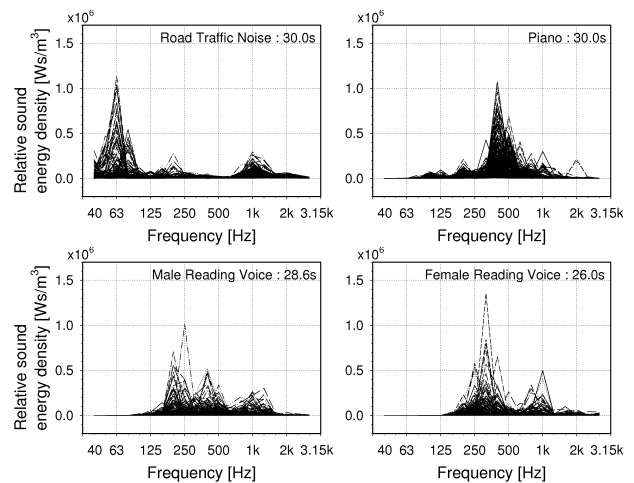 x10⁶
Road Traffic Noise : 30.0s
1.5
1.0
0.5
0.0
Relative sound
energy density [Ws/m³]
40 63 125 250 500 1k 2k 3.15k
Frequency [Hz]
x10⁶
Piano : 30.0s
1.5
1.0
0.5
0.0
40 63 125 250 500 1k 2k 3.15k
Frequency [Hz]
x10⁶
Male Reading Voice : 28.6s
1.5
1.0
0.5
0.0
Relative sound
energy density [Ws/m³]
40 63 125 250 500 1k 2k 3.15k
Frequency [Hz]
x10⁶
Female Reading Voice : 26.0s
1.5
1.0
0.5
0.0
40 63 125 250 500 1k 2k 3.15k
Frequency [Hz]